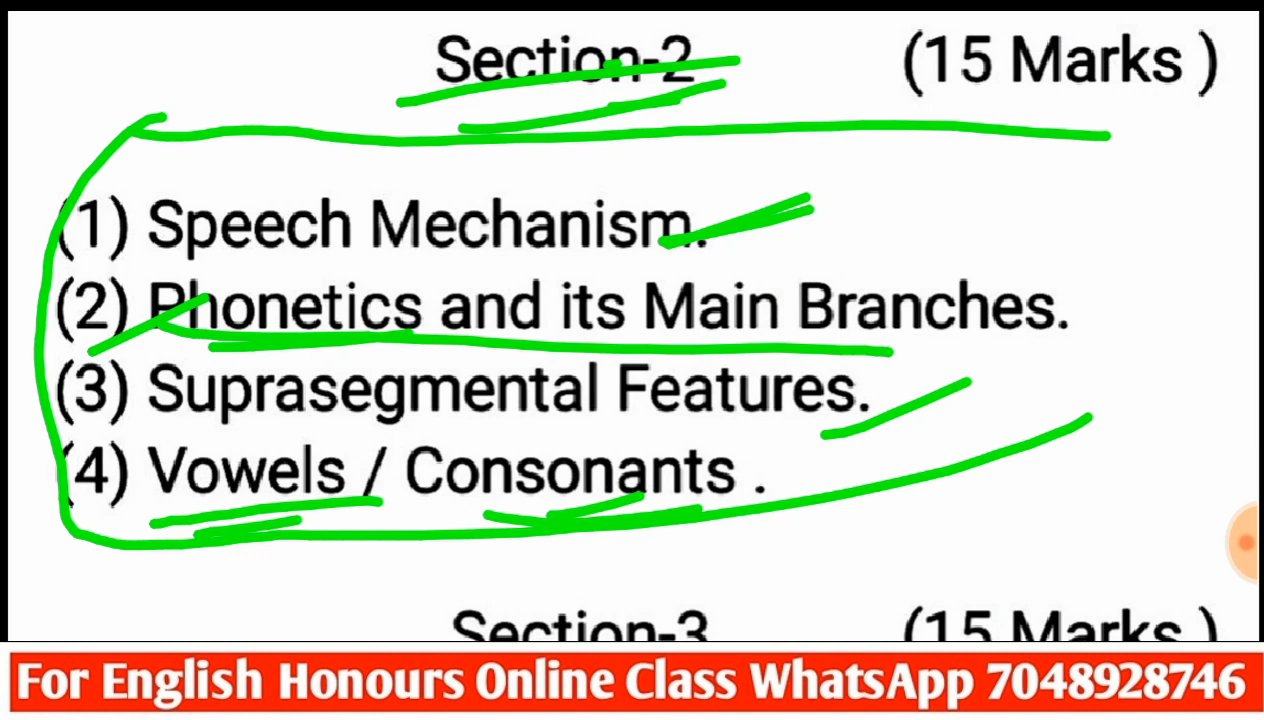 Section-2 (15 Marks )
(1) Speech Mechanism.
(2) Phonetics and its Main Branches.
(3) Suprasegmental Features.
(4) Vowels / Consonants .
Section-3 (15 Marks )
For English Honours Online Class WhatsApp 7048928746